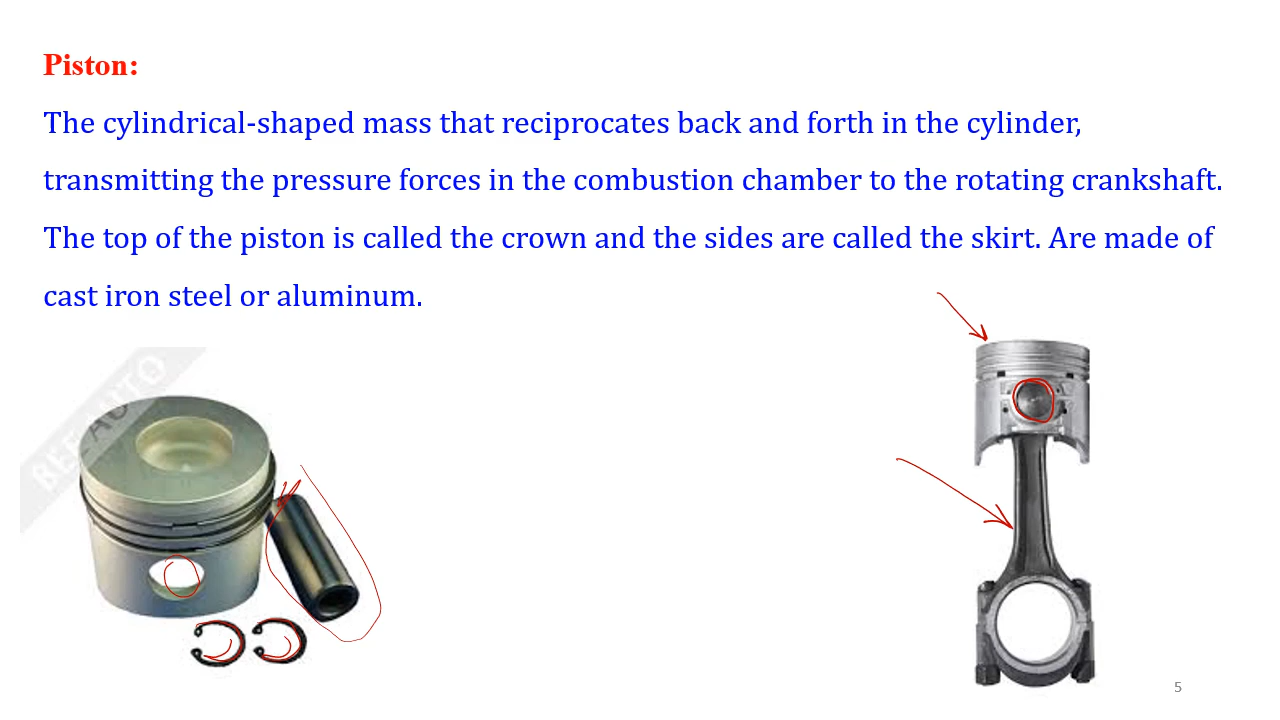 Piston:
The cylindrical-shaped mass that reciprocates back and forth in the cylinder,
transmitting the pressure forces in the combustion chamber to the rotating crankshaft.
The top of the piston is called the crown and the sides are called the skirt. Are made of
cast iron steel or aluminum.
BEE AUTO
5